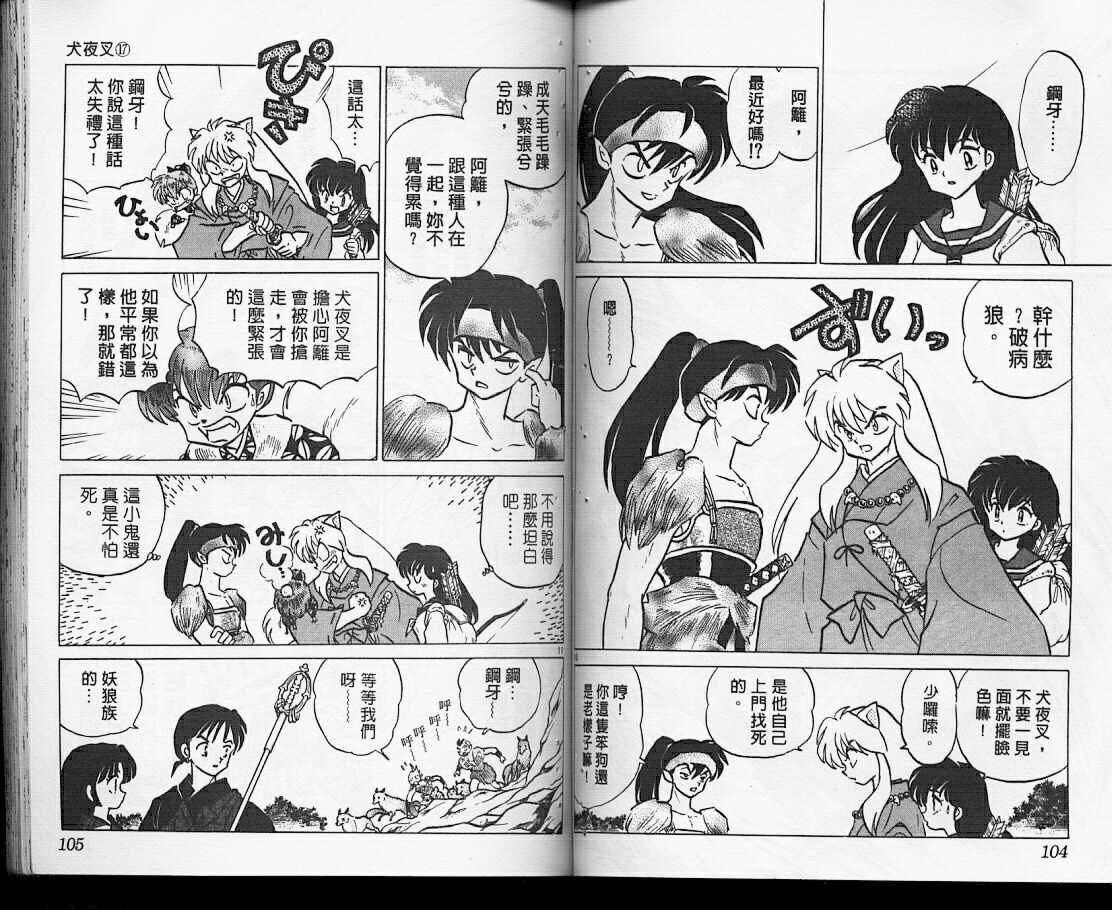 鋼牙……
阿籬，
最近好嗎!?
幹什麼
？破病
狼。
ずいっ
嗯……？
犬夜叉，
不要一見
面就擺臉
色嘛！
少囉嗦。
是他自己
上門找死
的。
哼！
你這隻笨狗還
是老樣子嘛！
104
犬夜叉⑰
成天毛毛躁
躁、緊張兮
兮的，
阿籬，
跟這種人在
一起，妳不
覺得累嗎？
這話太…
ぴき
鋼牙！
你說這種話
太失禮了！
ひょい
犬夜叉是
擔心阿籬
會被你搶
走，才會
這麼緊張
的！
如果你以為
他平常都這
樣，那就錯
了！
不用說得
那麼坦白
吧……
みし
這小鬼還
真是不怕
死。
鋼…
鋼牙……
等等我們
呀……
呼……
呼……
呼……
妖狼族
的…
105